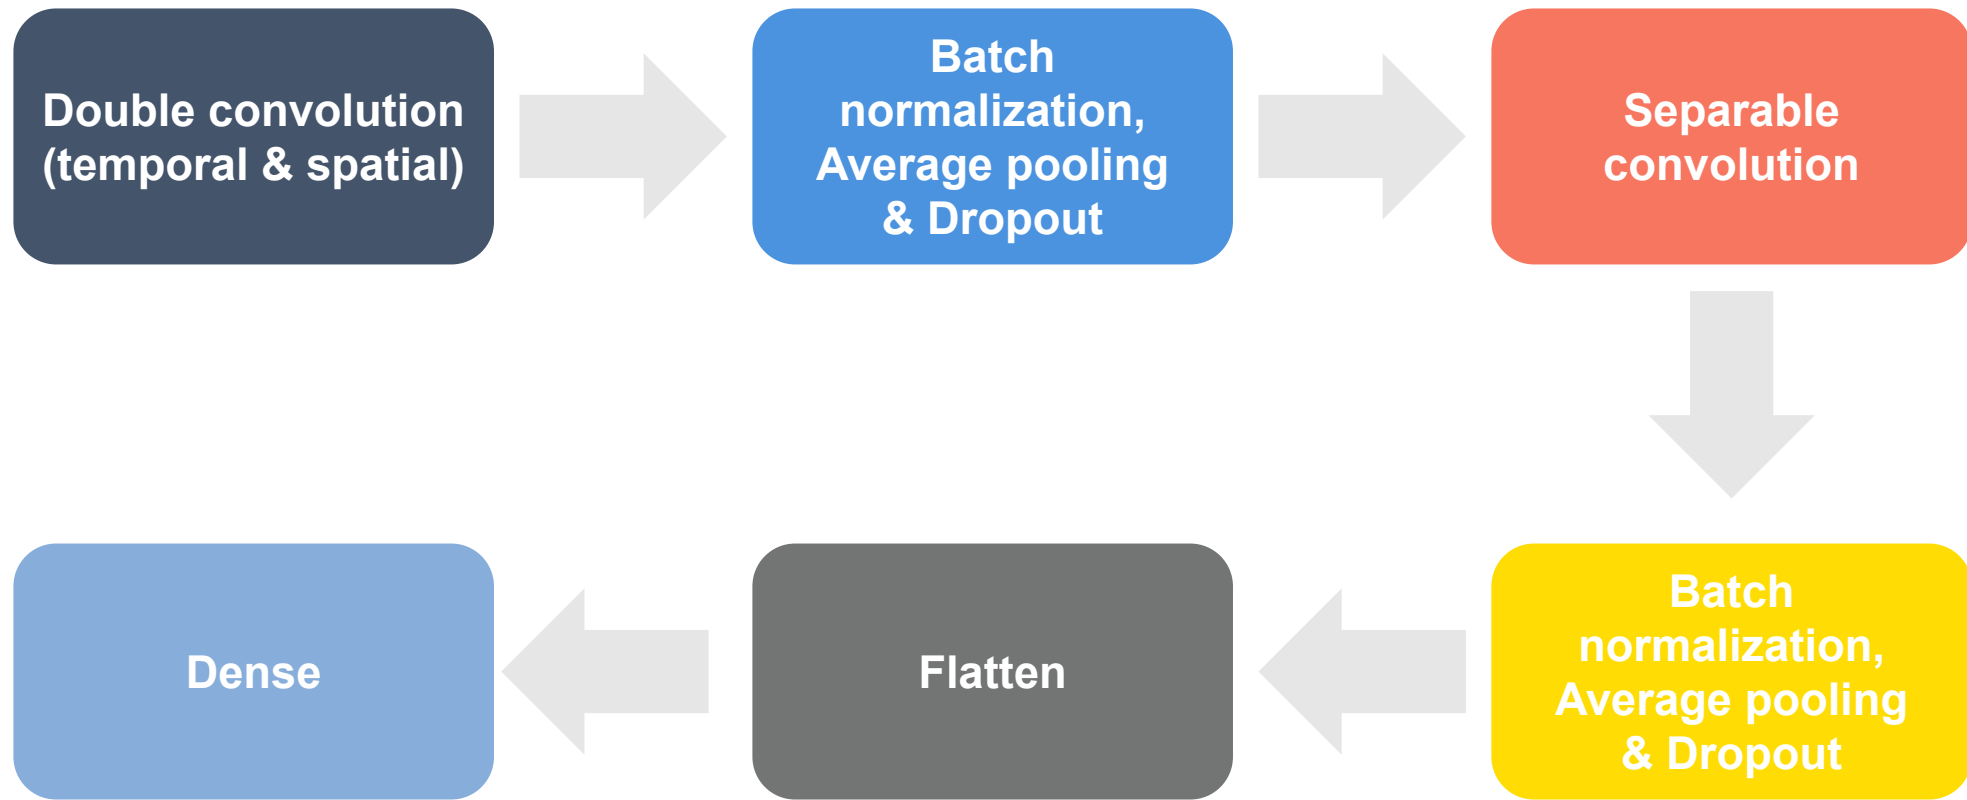 Double convolution
(temporal & spatial)
Batch
normalization,
Average pooling
& Dropout
Separable
convolution
Batch
normalization,
Average pooling
& Dropout
Flatten
Dense